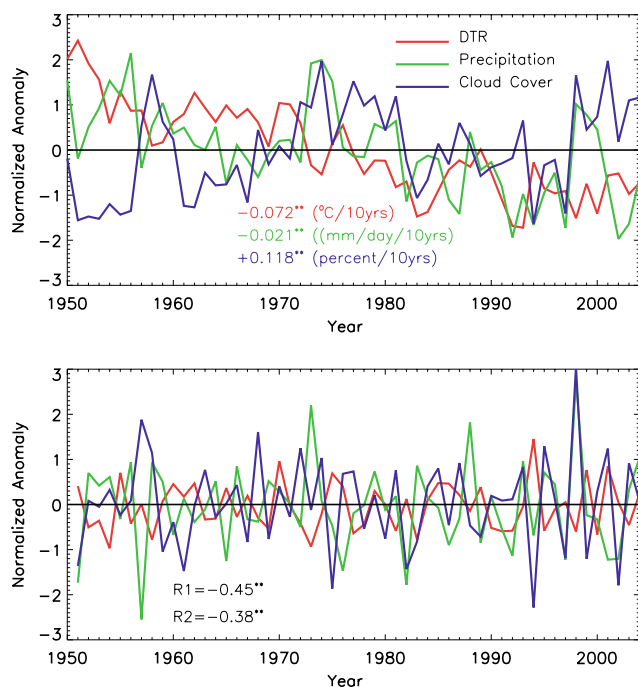 3
2
1
0
-1
-2
-3
Normalized Anomaly
DTR
Precipitation
Cloud Cover
-0.072** (°C/10yrs)
-0.021** ((mm/day/10yrs)
+0.118** (percent/10yrs)
1950 1960 1970 1980 1990 2000
Year
3
2
1
0
-1
-2
-3
Normalized Anomaly
R1=-0.45**
R2=-0.38**
1950 1960 1970 1980 1990 2000
Year